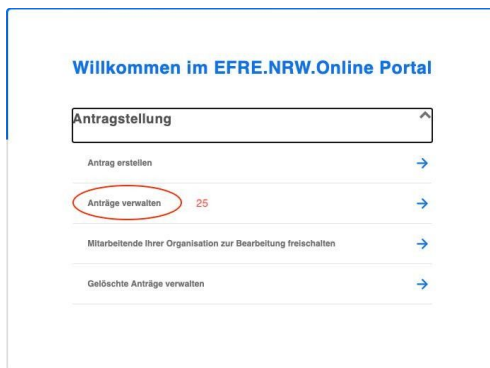 Willkommen im EFRE.NRW.Online Portal
Antragstellung
Antrag erstellen
Anträge verwalten 25
Mitarbeitende Ihrer Organisation zur Bearbeitung freischalten
Gelöschte Anträge verwalten